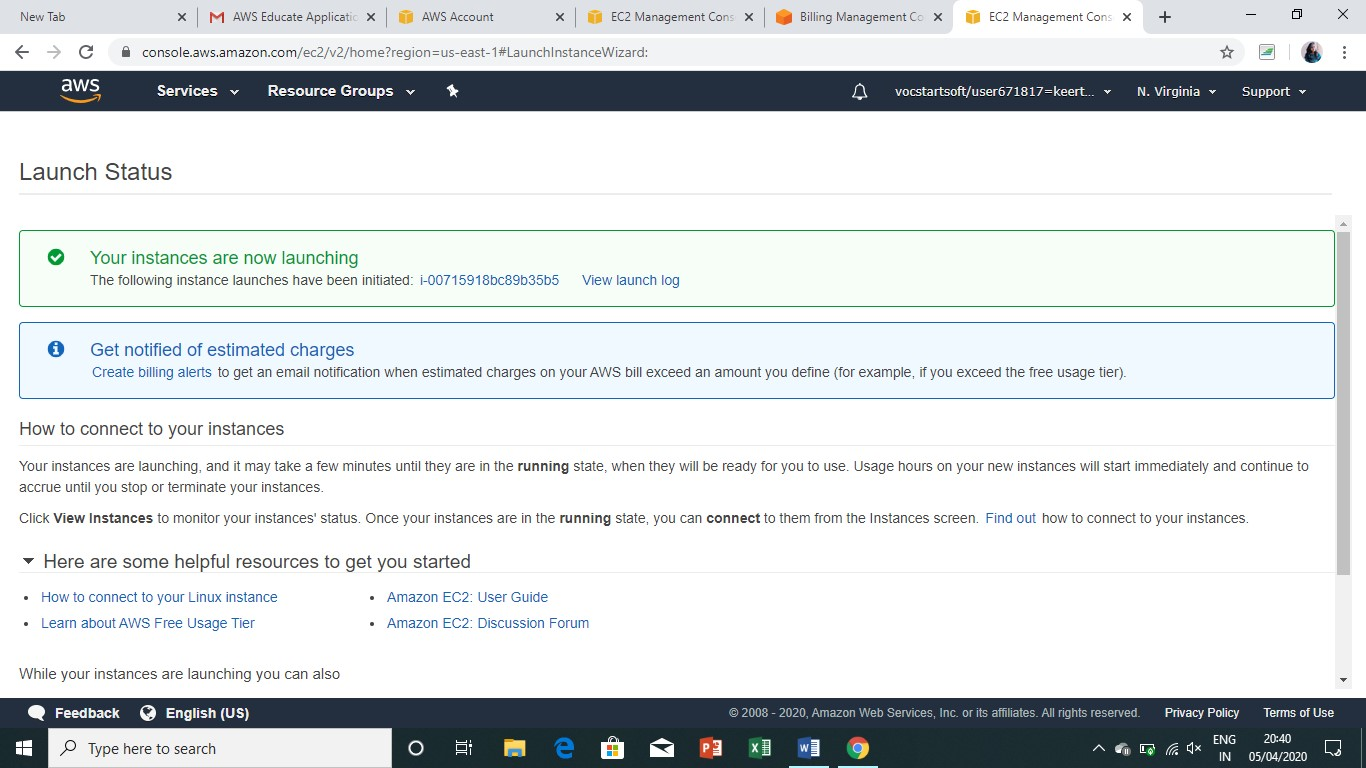 New Tab
AWS Educate Applicatio
AWS Account
EC2 Management Cons
Billing Management Co
EC2 Management Cons
console.aws.amazon.com/ec2/v2/home?region=us-east-1#LaunchInstanceWizard:
aws
Services
Resource Groups
vocstartsoft/user671817=keert...
N. Virginia
Support
Launch Status
Your instances are now launching
The following instance launches have been initiated: i-00715918bc89b35b5 View launch log
Get notified of estimated charges
Create billing alerts to get an email notification when estimated charges on your AWS bill exceed an amount you define (for example, if you exceed the free usage tier).
How to connect to your instances
Your instances are launching, and it may take a few minutes until they are in the running state, when they will be ready for you to use. Usage hours on your new instances will start immediately and continue to
accrue until you stop or terminate your instances.
Click View Instances to monitor your instances' status. Once your instances are in the running state, you can connect to them from the Instances screen. Find out how to connect to your instances.
Here are some helpful resources to get you started
• How to connect to your Linux instance
• Amazon EC2: User Guide
• Learn about AWS Free Usage Tier
• Amazon EC2: Discussion Forum
While your instances are launching you can also
Feedback
English (US)
© 2008 - 2020, Amazon Web Services, Inc. or its affiliates. All rights reserved.
Privacy Policy
Terms of Use
Type here to search
ENG
IN
20:40
05/04/2020